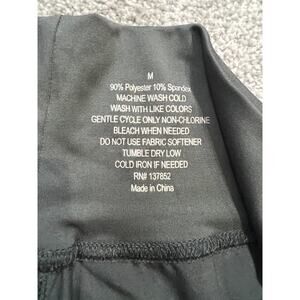 M
90% Polyester 10% Spandex
MACHINE WASH COLD
WASH WITH LIKE COLORS
GENTLE CYCLE ONLY NON-CHLORINE
BLEACH WHEN NEEDED
DO NOT USE FABRIC SOFTENER
TUMBLE DRY LOW
COLD IRON IF NEEDED
RN# 137852
Made in China